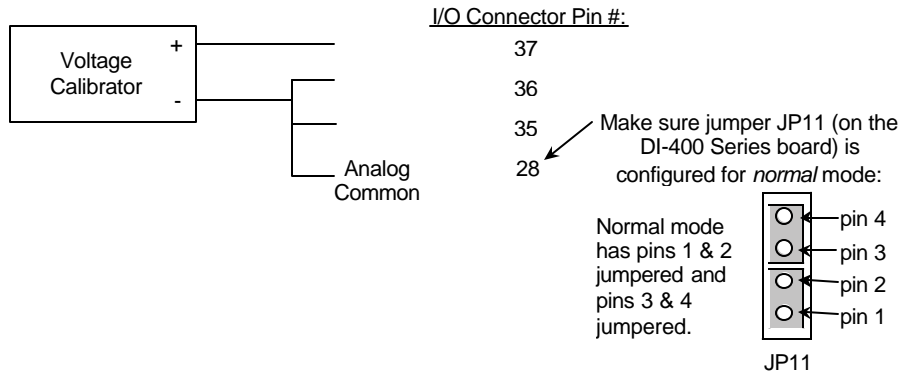 I/O Connector Pin #:
Voltage
Calibrator
+
-
37
36
35
28
Analog
Common
Make sure jumper JP11 (on the
DI-400 Series board) is
configured for normal mode:
Normal mode
has pins 1 & 2
jumpered and
pins 3 & 4
jumpered.
pin 4
pin 3
pin 2
pin 1
JP11